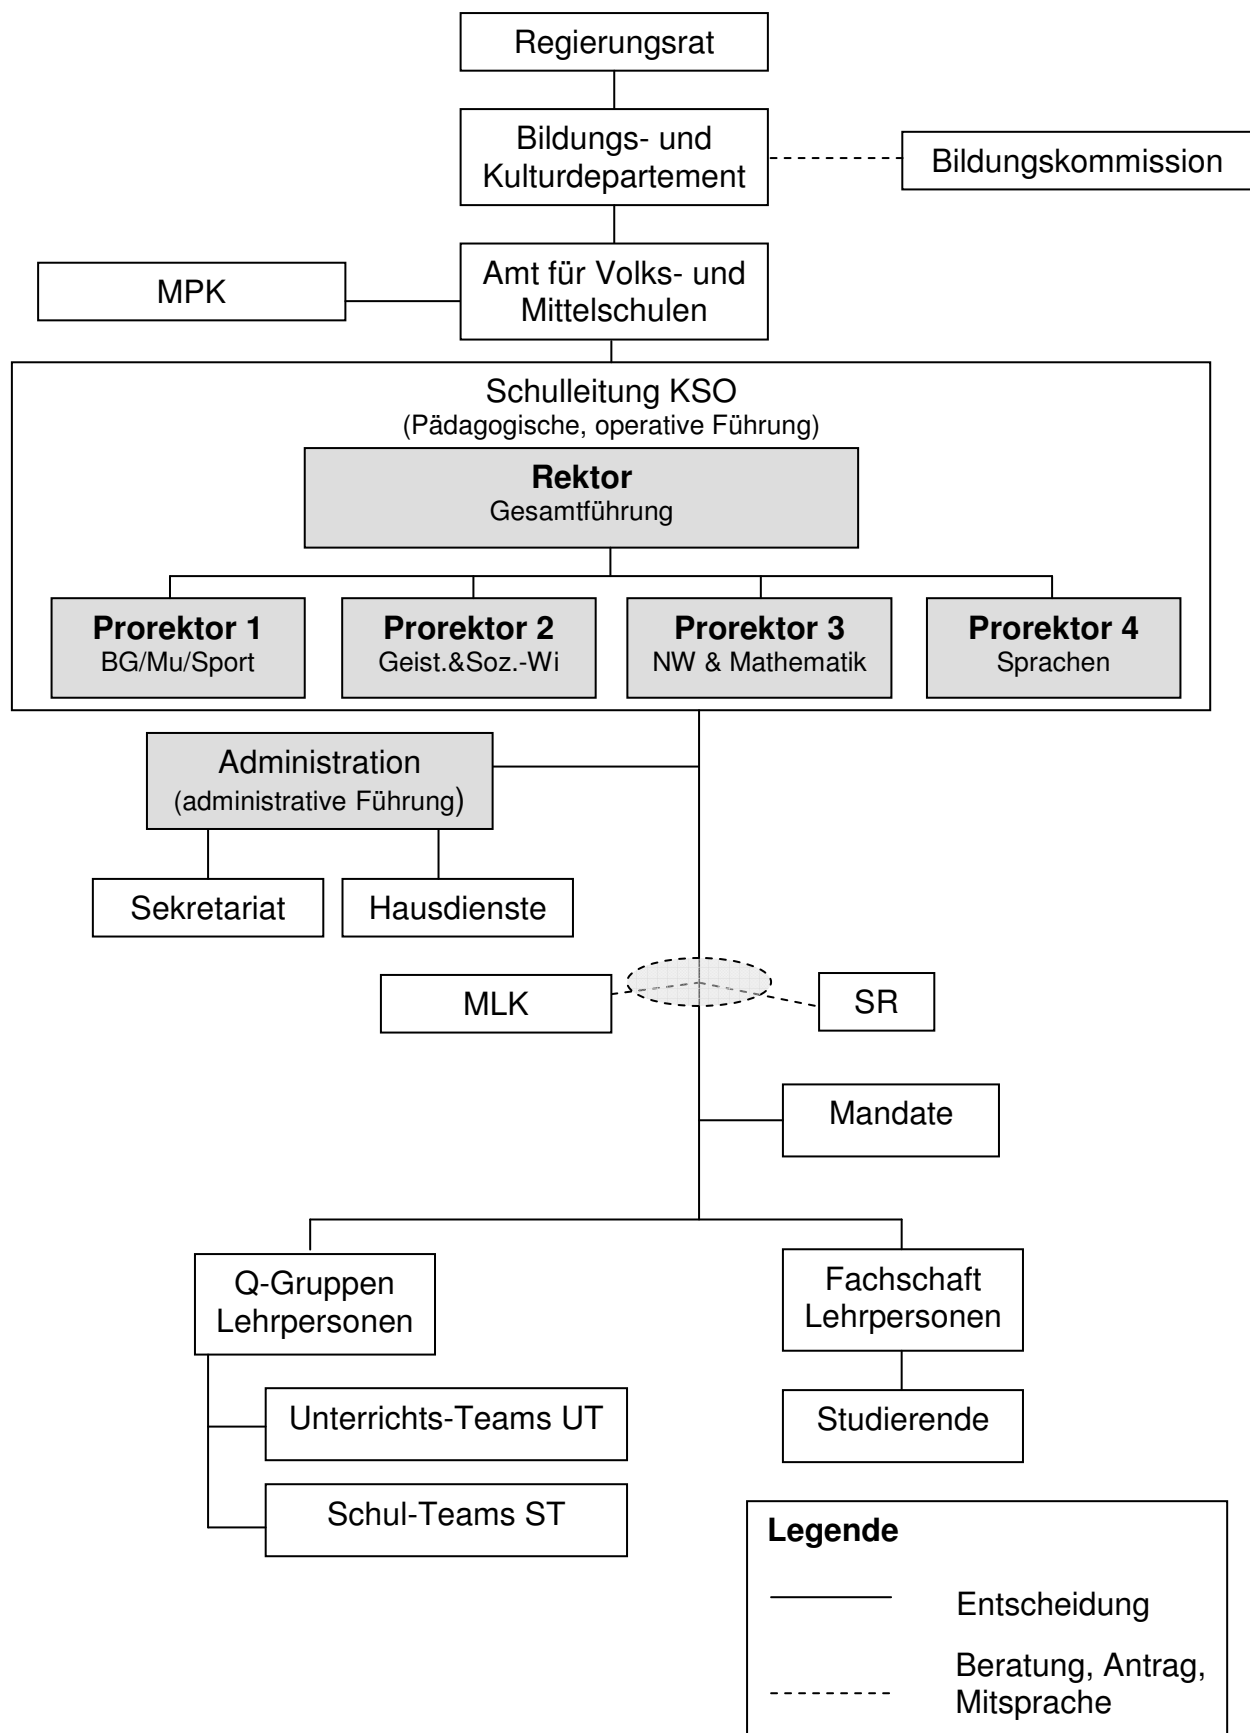 Regierungsrat
Bildungs- und
Kulturdepartement
Bildungskommission
Amt für Volks- und
Mittelschulen
MPK
Schulleitung KSO
(Pädagogische, operative Führung)
Rektor
Gesamtführung
Prorektor 1
BG/Mu/Sport
Prorektor 2
Geist.&Soz.-Wi
Prorektor 3
NW & Mathematik
Prorektor 4
Sprachen
Administration
(administrative Führung)
Sekretariat
Hausdienste
MLK
SR
Mandate
Q-Gruppen
Lehrpersonen
Fachschaft
Lehrpersonen
Unterrichts-Teams UT
Studierende
Schul-Teams ST
Legende
Entscheidung
Beratung, Antrag,
Mitsprache